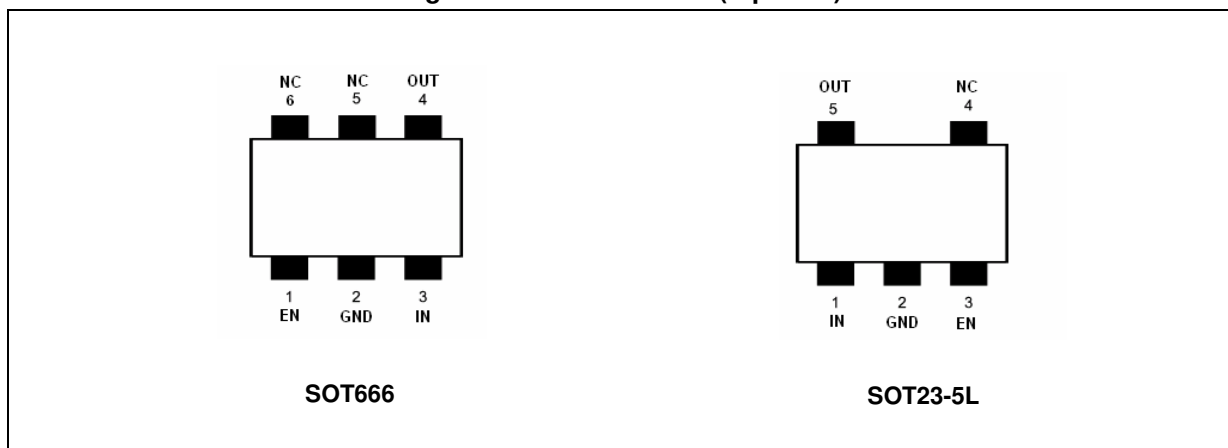 NC NC OUT
6 5 4
1 2 3
EN GND IN
SOT666
OUT NC
5 4
1 2 3
IN GND EN
SOT23-5L